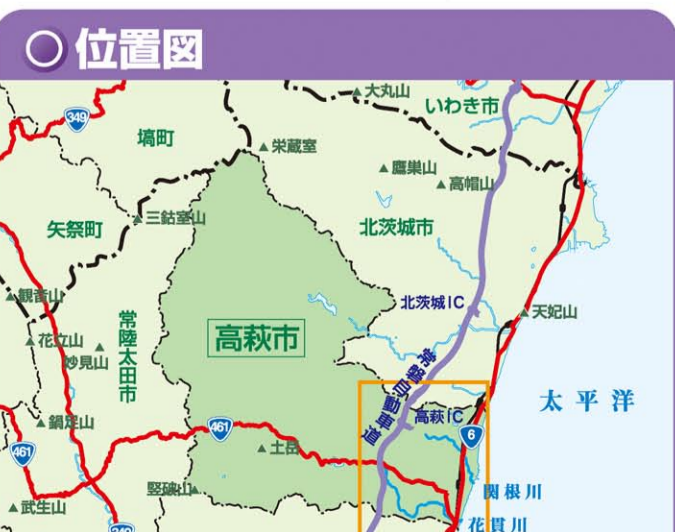 位置図
大丸山
いわき市
349
塙町
栄蔵室
鷹巣山
高帽山
三鈷室山
矢祭町
北茨城市
観音山
北茨城IC
天妃山
花立山
常陸太田市
高萩市
妙見山
常磐自動車道
太平洋
高萩IC
鍋足山
461
6
461
土岳
竪破山
関根川
武生山
花貫川
349